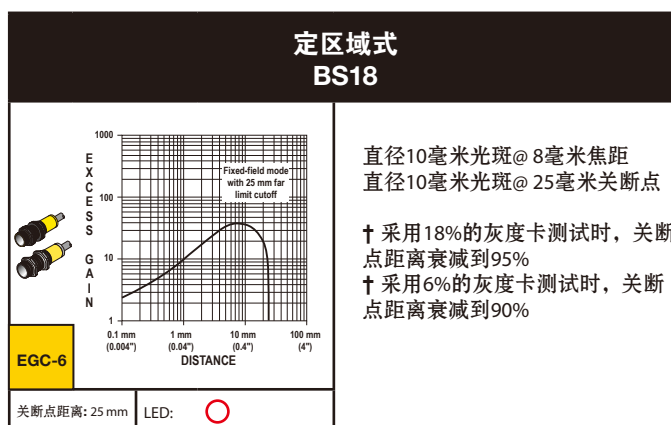 定区域式
BS18
1000
100
10
1
EXCESS GAIN
Fixed-field mode
with 25 mm far
limit cutoff
0.1 mm
(0.004")
1 mm
(0.04")
10 mm
(0.4")
100 mm
(4")
DISTANCE
EGC-6
关断点距离: 25 mm
LED:
直径10毫米光斑@ 8毫米焦距
直径10毫米光斑@ 25毫米关断点
† 采用18%的灰度卡测试时，关断
点距离衰减到95%
† 采用6%的灰度卡测试时，关断
点距离衰减到90%